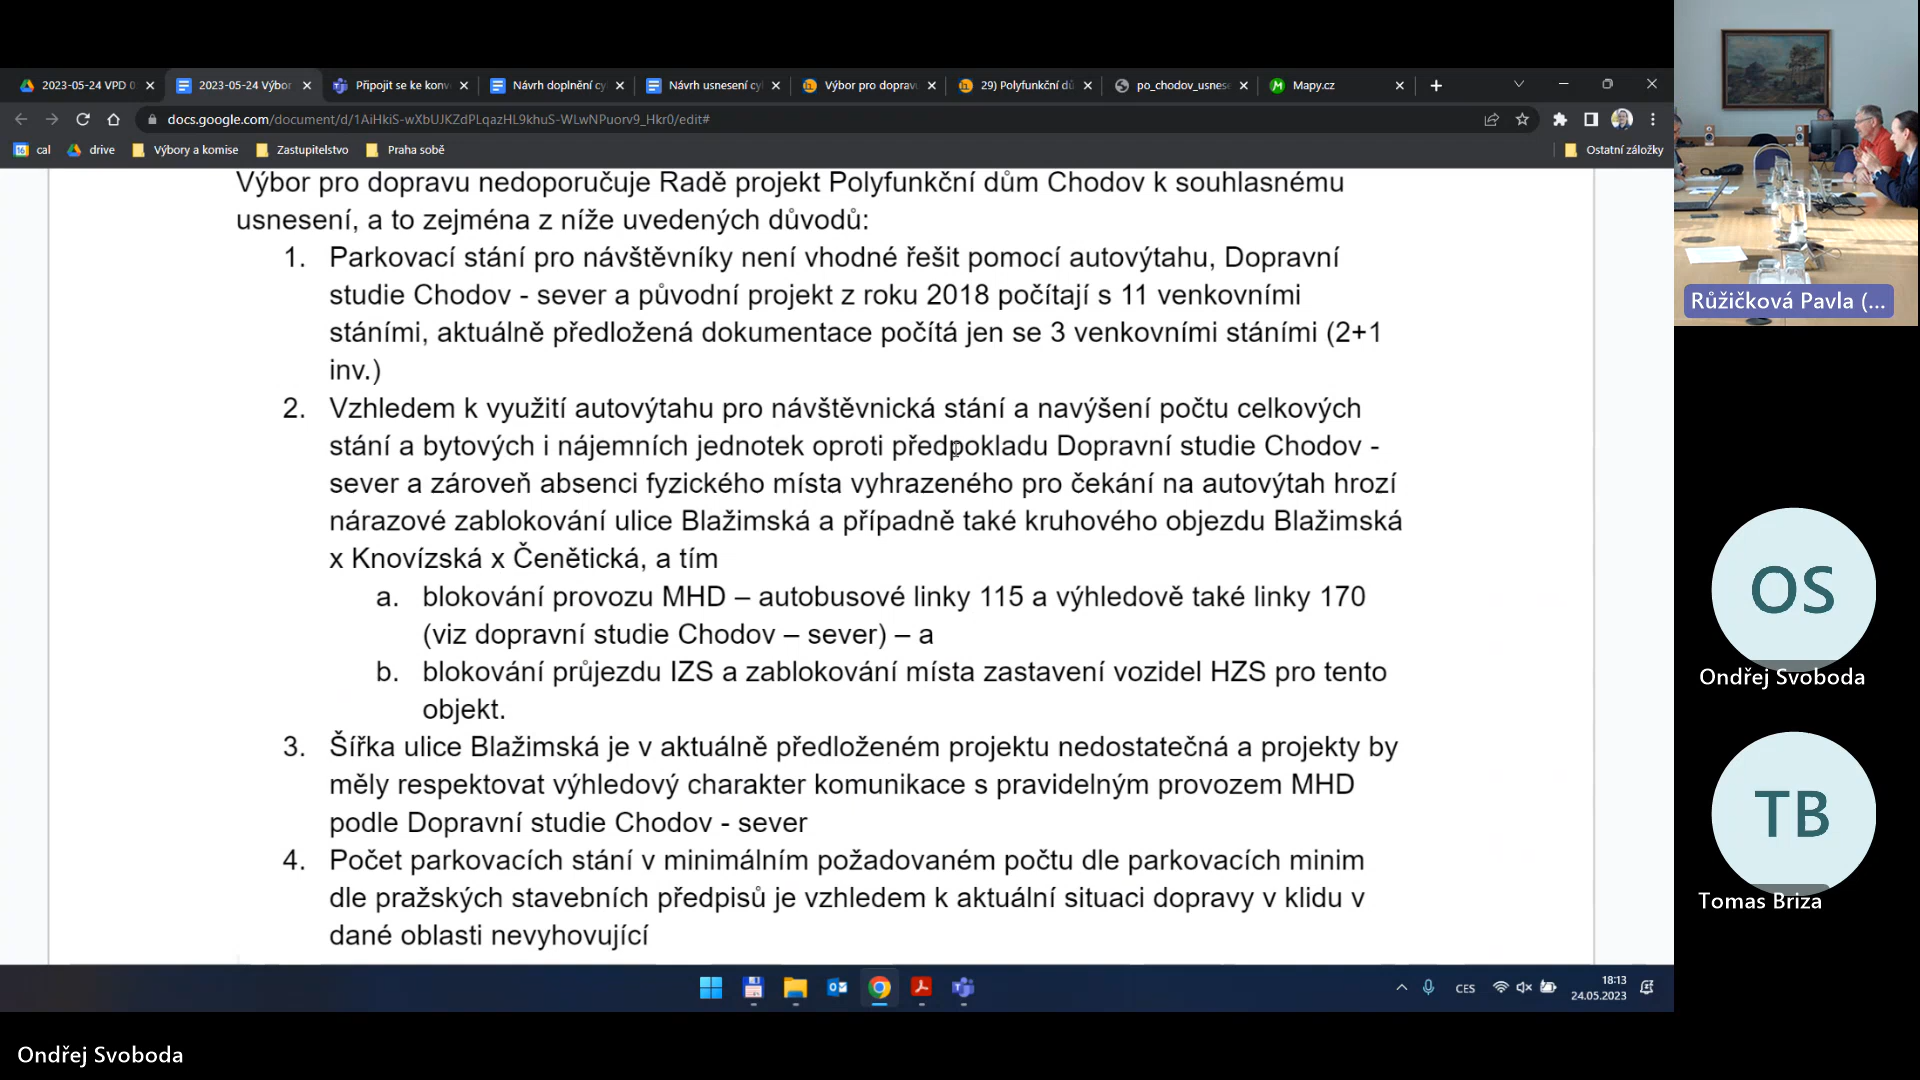 2023-05-24 VPD 0.
2023-05-24 Výbor
Připojit se ke konv
Návrh doplnění cy
Návrh usnesení cyk
Výbor pro doprav
29) Polyfunkční dů
po_chodov_usnese
Mapy.cz
docs.google.com/document/d/1AiHkiS-wXbUJKZdPLqazHL9khuS-WLwNPuorv9_Hkr0/edit#
cal
drive
Výbory a komise
Zastupitelstvo
Praha sobě
Ostatní záložky
Výbor pro dopravu nedoporučuje Radě projekt Polyfunkční dům Chodov k souhlasnému
usnesení, a to zejména z níže uvedených důvodů:
1. Parkovací stání pro návštěvníky není vhodné řešit pomocí autovýtahu, Dopravní
studie Chodov - sever a původní projekt z roku 2018 počítají s 11 venkovními
stáními, aktuálně předložená dokumentace počítá jen se 3 venkovními stáními (2+1
inv.)
2. Vzhledem k využití autovýtahu pro návštěvnická stání a navýšení počtu celkových
stání a bytových i nájemních jednotek oproti předpokladu Dopravní studie Chodov -
sever a zároveň absenci fyzického místa vyhrazeného pro čekání na autovýtah hrozí
nárazové zablokování ulice Blažimská a případně také kruhového objezdu Blažimská
x Knovízská x Čenětická, a tím
a. blokování provozu MHD – autobusové linky 115 a výhledově také linky 170
(viz dopravní studie Chodov – sever) – a
b. blokování průjezdu IZS a zablokování místa zastavení vozidel HZS pro tento
objekt.
3. Šířka ulice Blažimská je v aktuálně předloženém projektu nedostatečná a projekty by
měly respektovat výhledový charakter komunikace s pravidelným provozem MHD
podle Dopravní studie Chodov - sever
4. Počet parkovacích stání v minimálním požadovaném počtu dle parkovacích minim
dle pražských stavebních předpisů je vzhledem k aktuální situaci dopravy v klidu v
dané oblasti nevyhovující
CES
18:13
24.05.2023
Růžičková Pavla (...
OS
Ondřej Svoboda
TB
Tomas Briza
Ondřej Svoboda